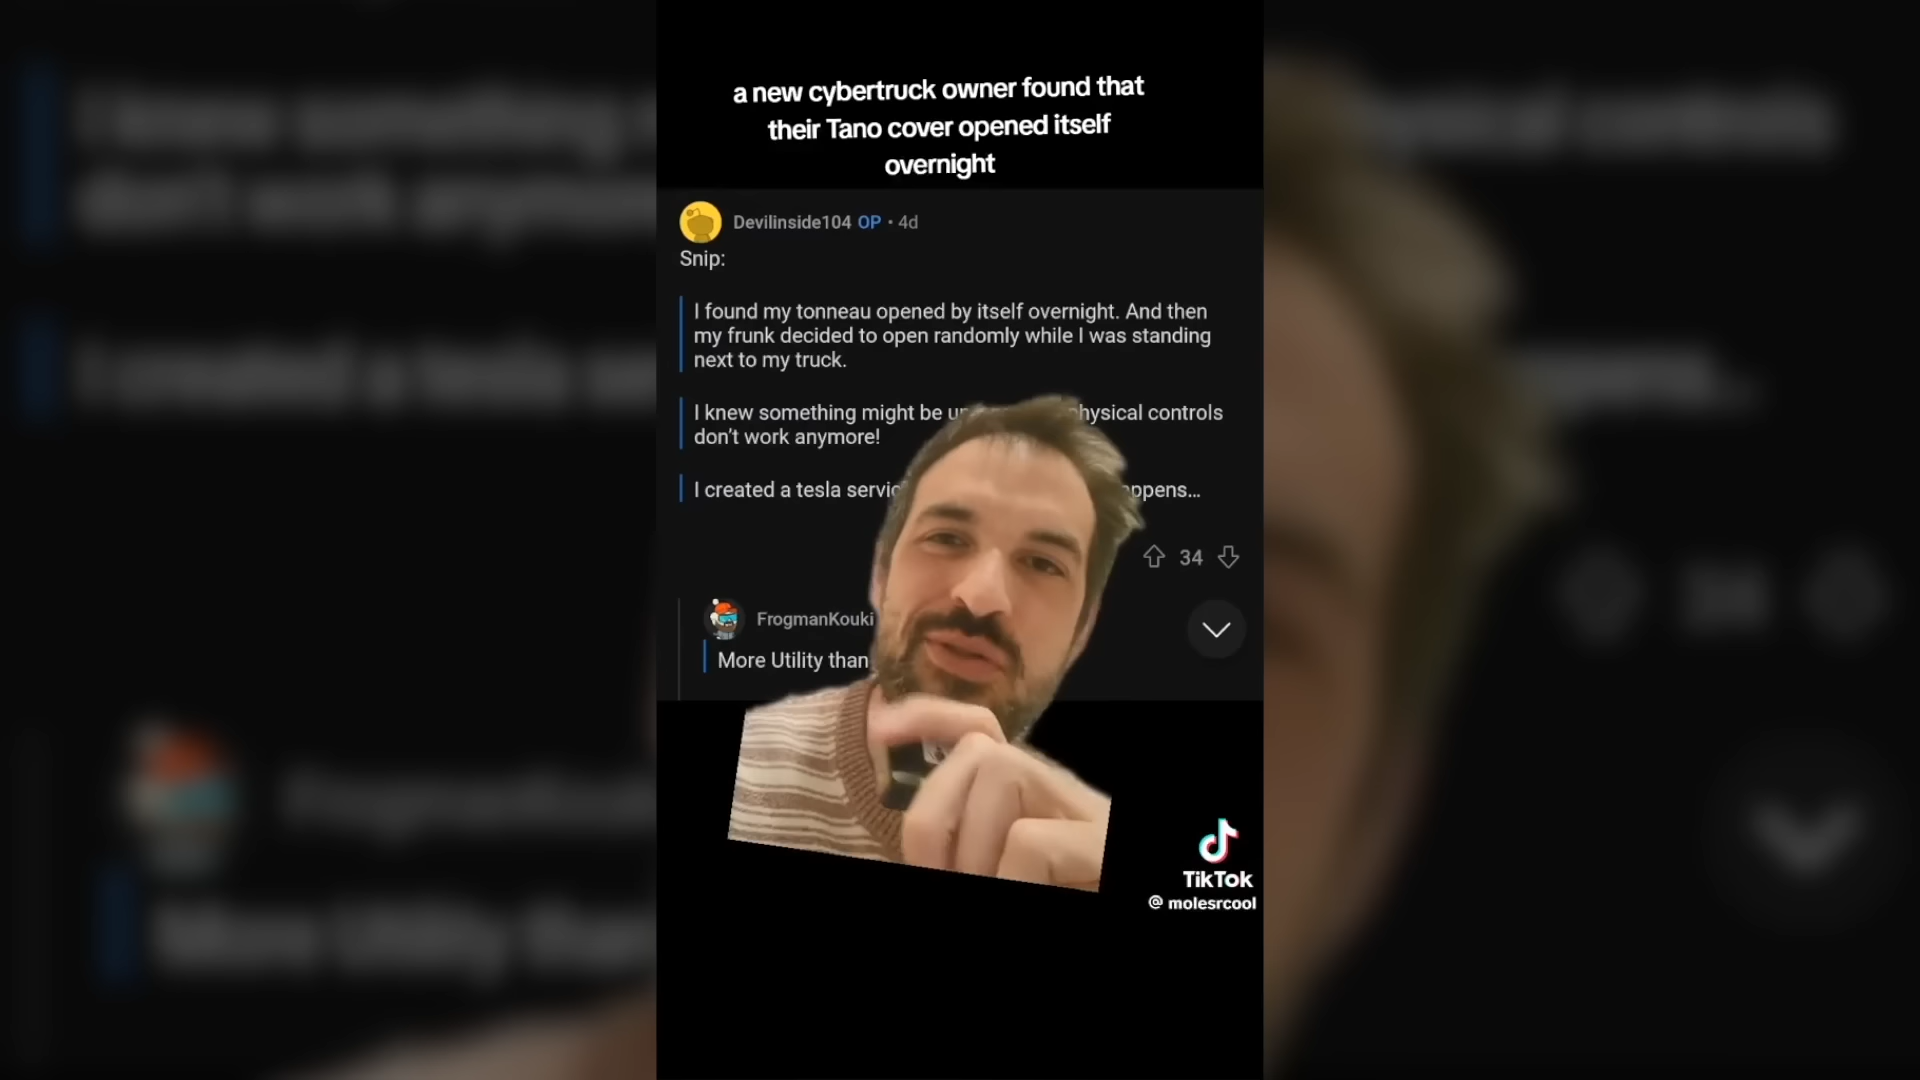 a new cybertruck owner found that
their Tano cover opened itself
overnight
Devilinside104 OP • 4d
Snip:
I found my tonneau opened by itself overnight. And then
my frunk decided to open randomly while I was standing
next to my truck.
I knew something might be physical controls
don't work anymore!
I created a tesla
34
FrogmanKouki
More Utility than
TikTok
@ molesrcool